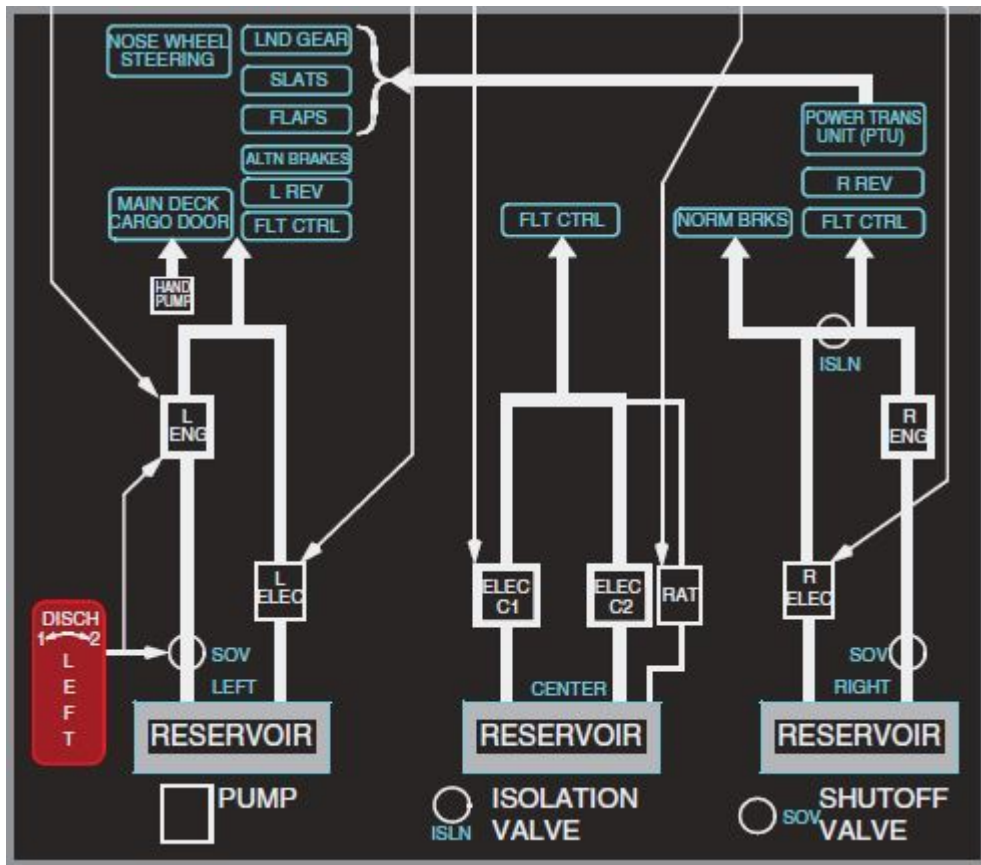 NOSE WHEEL
STEERING
LND GEAR
SLATS
FLAPS
ALTN BRAKES
L REV
FLT CTRL
MAIN DECK
CARGO DOOR
HAND
PUMP
FLT CTRL
POWER TRANS
UNIT (PTU)
R REV
NORM BRKS
FLT CTRL
ISLN
L
ENG
R
ENG
L
ELEC
ELEC
C1
ELEC
C2
RAT
R
ELEC
DISCH
1 2
L
E
F
T
SOV
LEFT
CENTER
SOV
RIGHT
RESERVOIR
RESERVOIR
RESERVOIR
PUMP
ISLN
ISOLATION
VALVE
SOV
SHUTOFF
VALVE